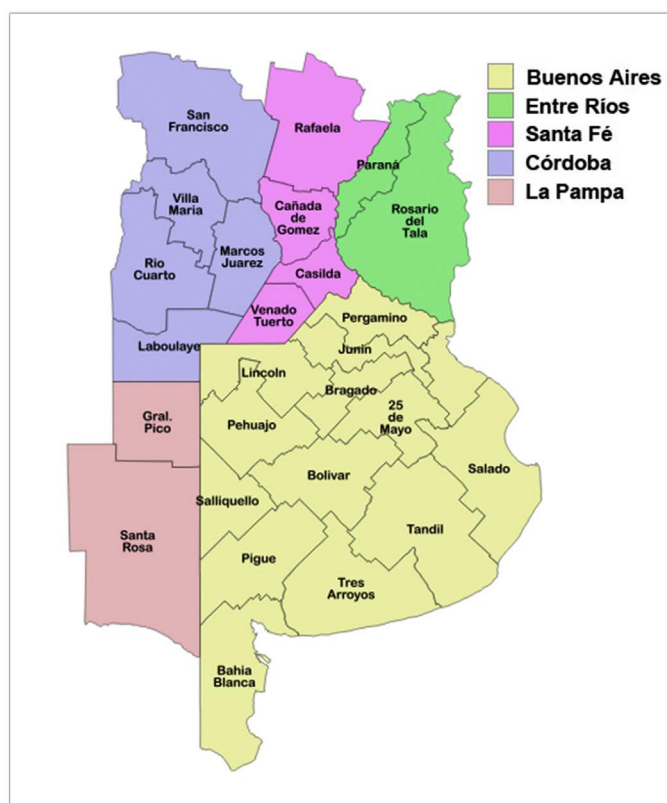 Buenos Aires
Entre Ríos
Santa Fé
Córdoba
La Pampa
San
Francisco
Rafaela
Paraná
Villa
Maria
Cañada
de
Gomez
Rosario
del
Tala
Marcos
Juarez
Rio
Cuarto
Casilda
Venado
Tuerto
Pergamino
Laboulaye
Junin
Lincoln
Bragado
Gral.
Pico
Pehuajo
25
de
Mayo
Salado
Bolivar
Salliquello
Tandil
Santa
Rosa
Pigue
Tres
Arroyos
Bahia
Blanca